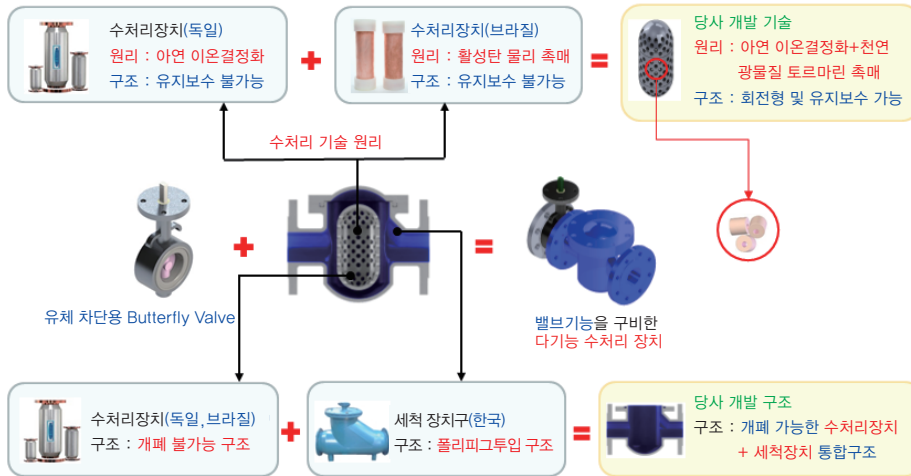 수처리장치(독일)
원리 : 아연 이온결정화
구조 : 유지보수 불가능
수처리장치(브라질)
원리 : 활성탄 물리 촉매
구조 : 유지보수 불가능
당사 개발 기술
원리 : 아연 이온결정화+천연
광물질 토르마린 촉매
구조 : 회전형 및 유지보수 가능
수처리 기술 원리
유체 차단용 Butterfly Valve
밸브기능을 구비한
다기능 수처리 장치
수처리장치(독일,브라질)
구조 : 개폐 불가능 구조
세척 장치구(한국)
구조 : 폴리피그투입 구조
당사 개발 구조
구조 : 개폐 가능한 수처리장치
+ 세척장치 통합구조